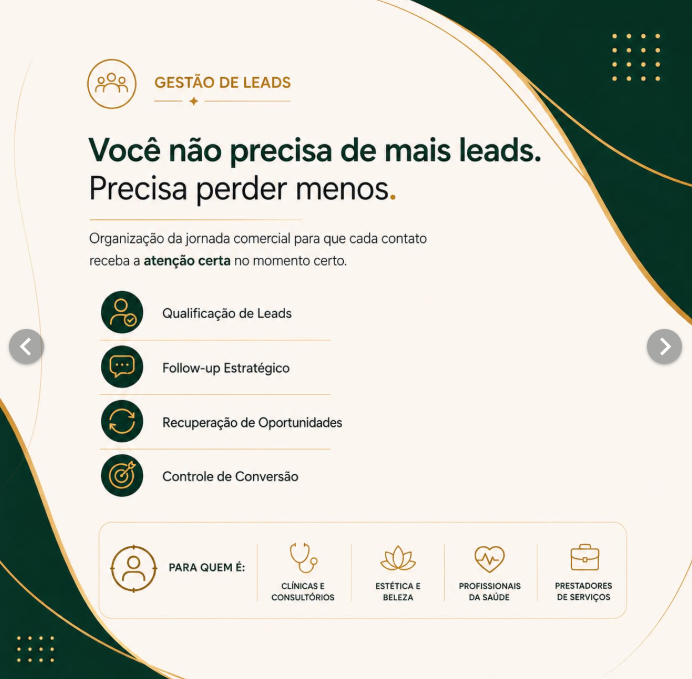 GESTÃO DE LEADS
Você não precisa de mais leads.
Precisa perder menos.
Organização da jornada comercial para que cada contato
receba a atenção certa no momento certo.
Qualificação de Leads
Follow-up Estratégico
Recuperação de Oportunidades
Controle de Conversão
PARA QUEM É:
CLÍNICAS E
CONSULTÓRIOS
ESTÉTICA E
BELEZA
PROFISSIONAIS
DA SAÚDE
PRESTADORES
DE SERVIÇOS